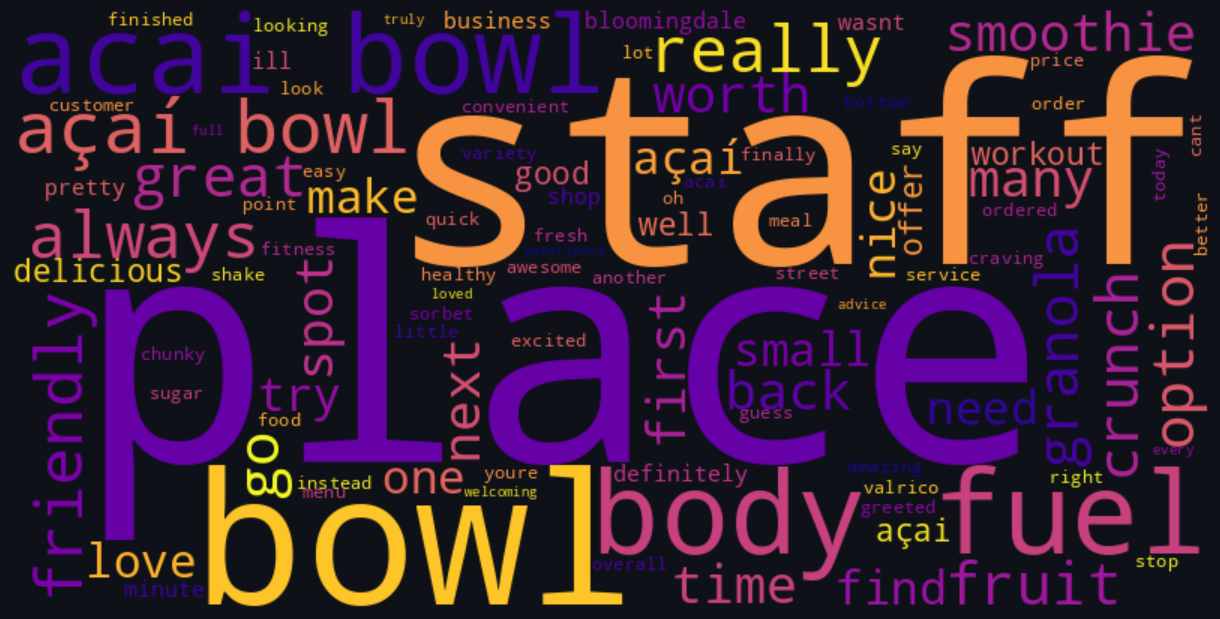 finished
looking
truly
business
bloomingdale
wasnt
smoothie
acai bowl
ill
lot
really
price
look
customer
convenient
worth
bottom
order
cant
açaí bowl
full
staff
variety
good
açaí
finally
say
workout
today
great
easy
pretty
point
make
shop
acai
oh
nice
offer
many
ordered
better
quick
well
meal
always
fitness
fresh
experience
craving
delicious
shake
spot
healthy
awesome
another
street
service
granola
option
loved
advice
friendly
place
sorbet
little
first
crunch
chunky
excited
small
sugar
try
next
back
need
guess
food
go
every
instead
menu
one
youre
welcoming
definitely
amazing
valrico
right
bowl
body fuel
greeted
açai
love
minute
overall
time
find
fruit
stop